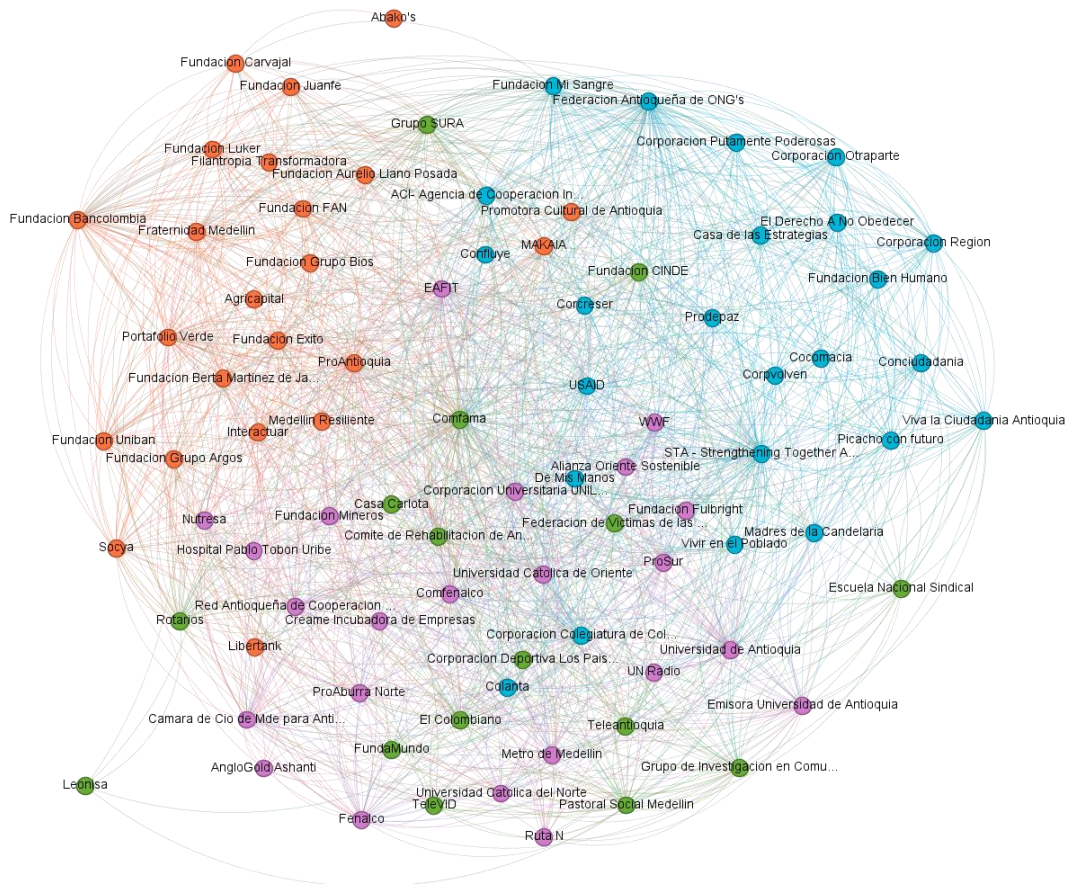 Abako's
Fundacion Carvajal
Fundacion Juanfe
Fundacion Mi Sangre
Federacion Antioqueña de ONG's
Grupo SURA
Corporacion Putamente Poderosas
Fundacion Luker
Corporacion Otraparte
Filantropia Transformadora
Fundacion Aurelio Llano Posada
ACI- Agencia de Cooperacion In...
Fundacion FAN
Promotora Cultural de Antioquia
Fundacion Bancolombia
El Derecho A No Obedecer
Fraternidad Medellin
Casa de las Estrategias
MAKAIA
Corporacion Region
Confluye
Fundacion Grupo Bios
Fundacion CINDE
Fundacion Bien Humano
EAFIT
Agricapital
Corcreser
Prodepaz
Portafolio Verde
Fundacion Exito
Cocomacia
ProAntioquia
Conciudadania
Fundacion Berta Martinez de Ja...
Corpvolven
USAID
Comfama
Medellin Resiliente
WWF
Viva la Ciudadania Antioquia
Interactuar
Fundacion Uniban
Picacho con futuro
STA - Strengthening Together A...
Fundacion Grupo Argos
Alianza Oriente Sostenible
De Mis Manos
Corporacion Universitaria UNIL...
Casa Carlota
Fundacion Fulbright
Fundacion Mineros
Nutresa
Federacion de Victimas de las ...
Madres de la Candelaria
Comite de Rehabilitacion de An...
Vivir en el Poblado
Socya
Hospital Pablo Tobon Uribe
ProSur
Universidad Catolica de Oriente
Escuela Nacional Sindical
Comfenalco
Red Antioqueña de Cooperacion ...
Rotarios
Creame Incubadora de Empresas
Corporacion Colegiatura de Col...
Libertank
Universidad de Antioquia
Corporacion Deportiva Los Pais...
UN Radio
Colanta
ProAburra Norte
Emisora Universidad de Antioquia
Camara de Cio de Mde para Anti...
El Colombiano
Teleantioquia
FundaMundo
Metro de Medellin
AngloGold Ashanti
Grupo de Investigacion en Comu...
Leonisa
Universidad Catolica del Norte
TeleVID
Pastoral Social Medellin
Fenalco
Ruta N